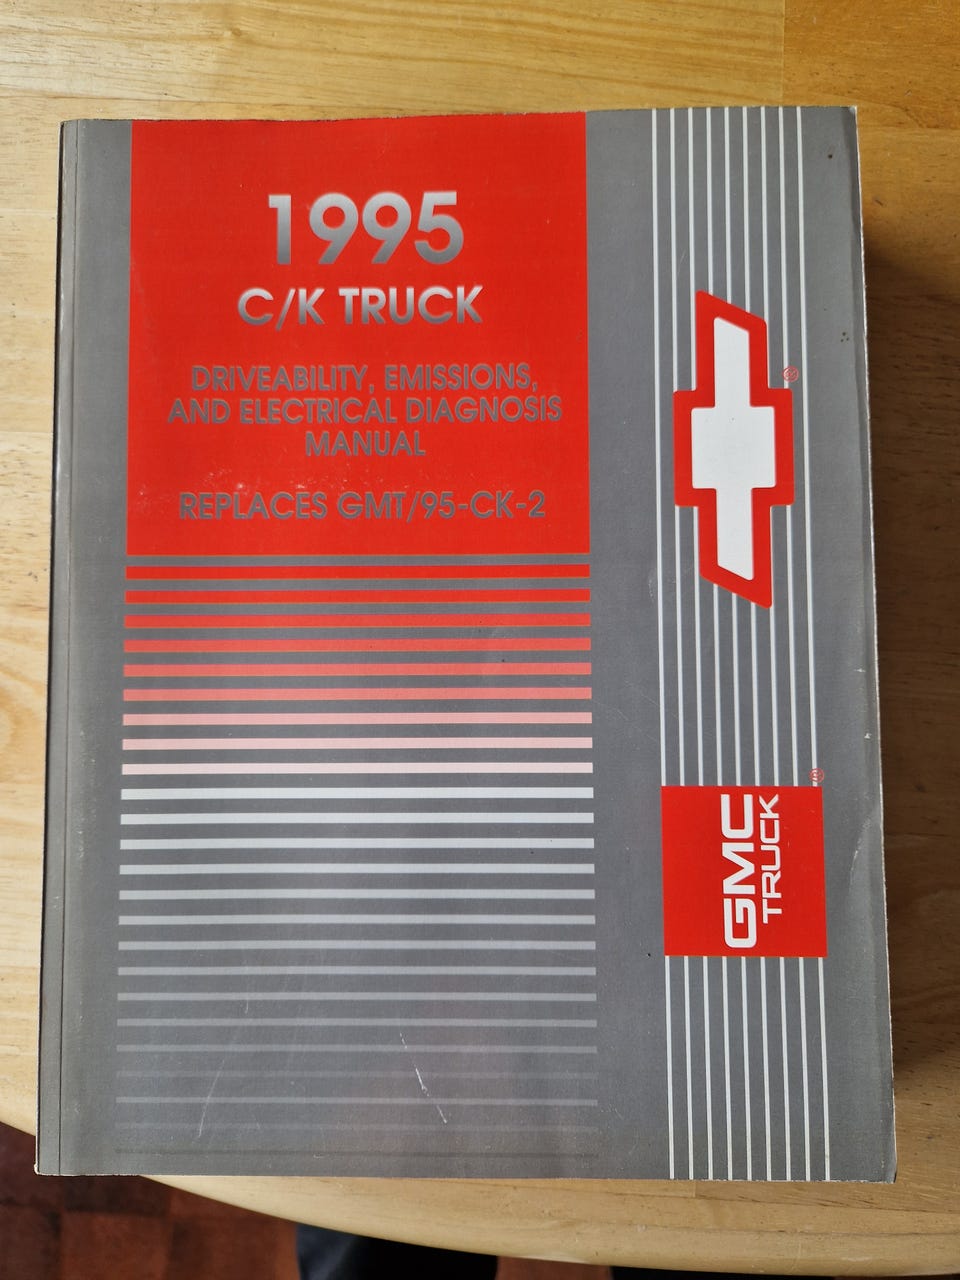 1995
C/K TRUCK
DRIVEABILITY, EMISSIONS,
AND ELECTRICAL DIAGNOSIS
MANUAL
REPLACES GMT/95-CK-2
®
®
GMC
TRUCK